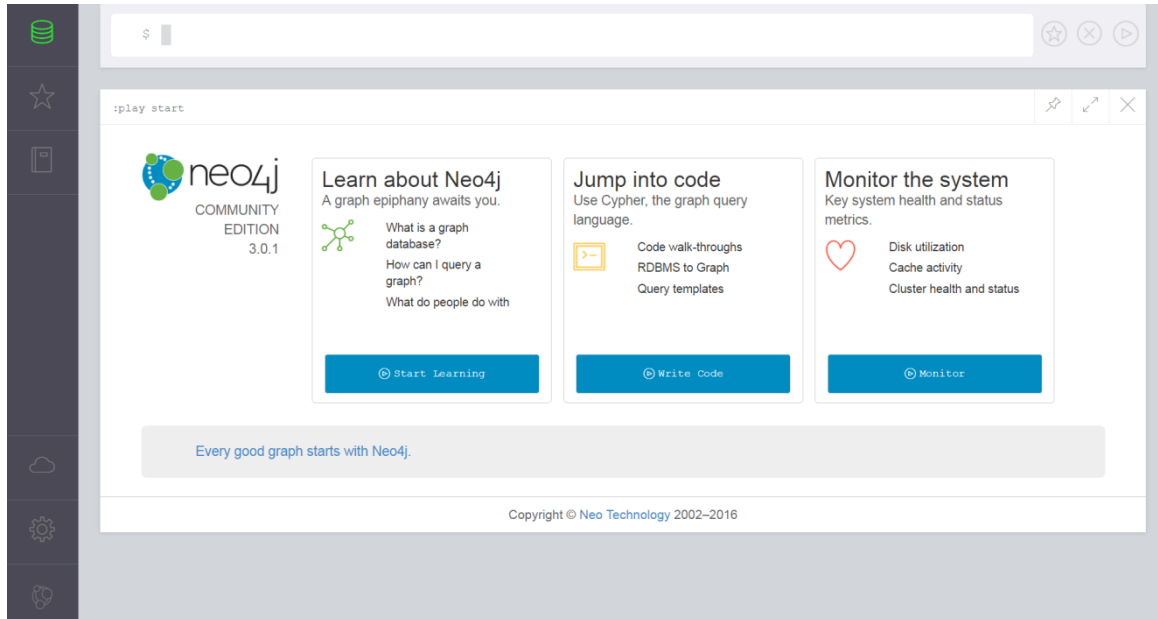 $
:play start
neo4j
COMMUNITY
EDITION
3.0.1
Learn about Neo4j
A graph epiphany awaits you.
What is a graph
database?
How can I query a
graph?
What do people do with
Start Learning
Jump into code
Use Cypher, the graph query
language.
Code walk-throughs
RDBMS to Graph
Query templates
Write Code
Monitor the system
Key system health and status
metrics.
Disk utilization
Cache activity
Cluster health and status
Monitor
Every good graph starts with Neo4j.
Copyright © Neo Technology 2002–2016